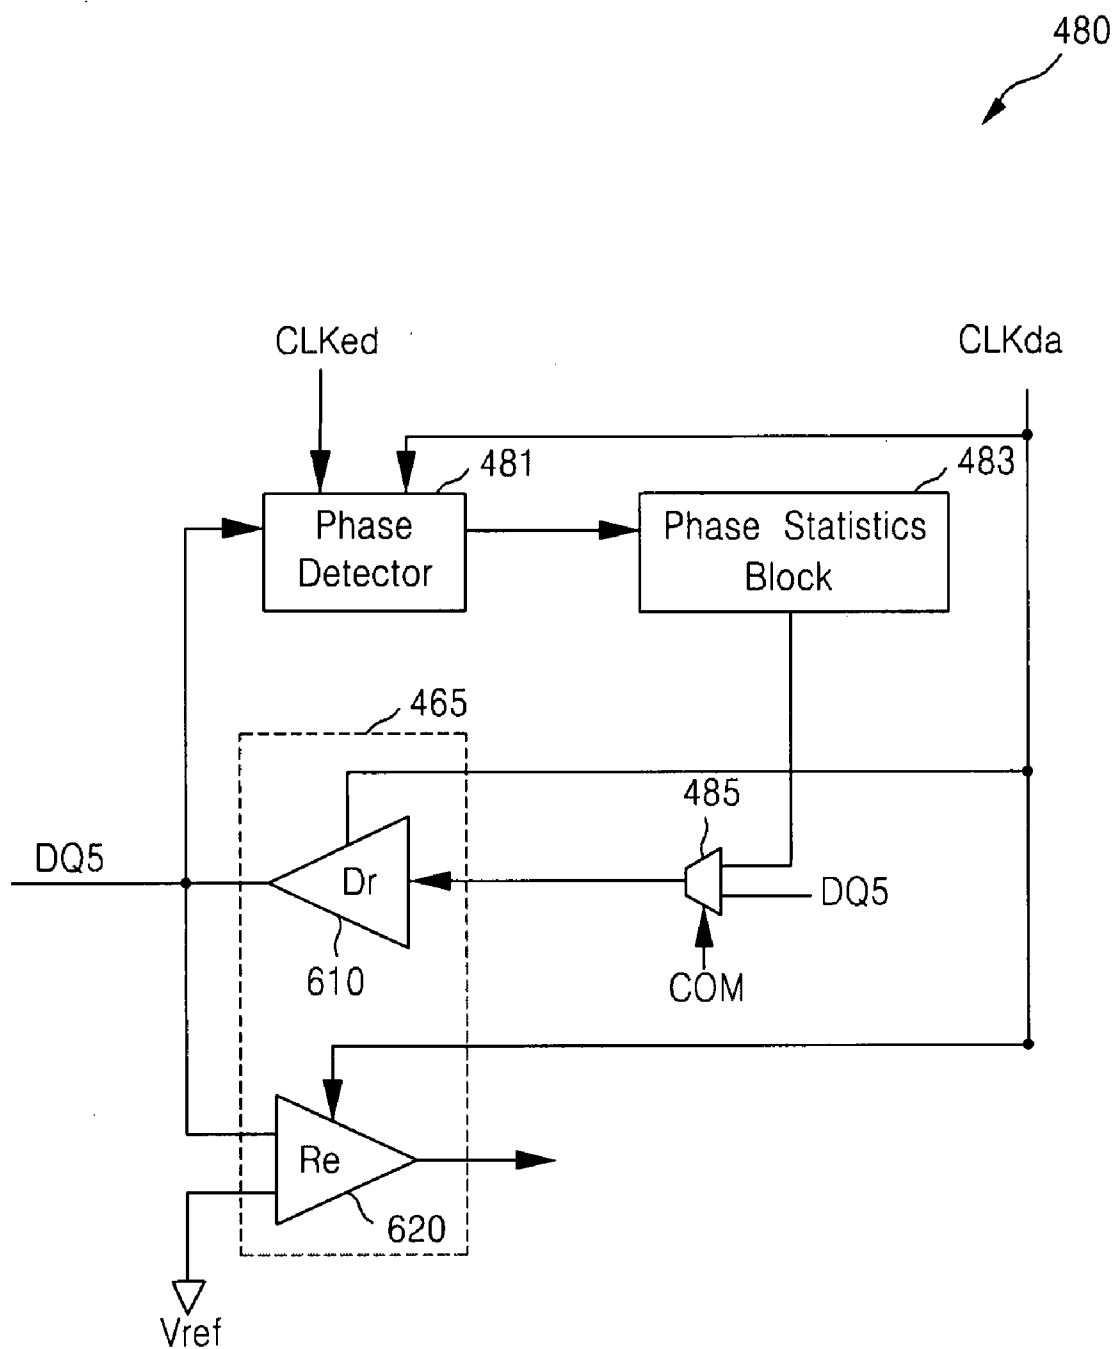 480
CLKed
CLKda
481
483
Phase
Detector
Phase Statistics
Block
465
485
DQ5
Dr
DQ5
610
COM
Re
620
Vref